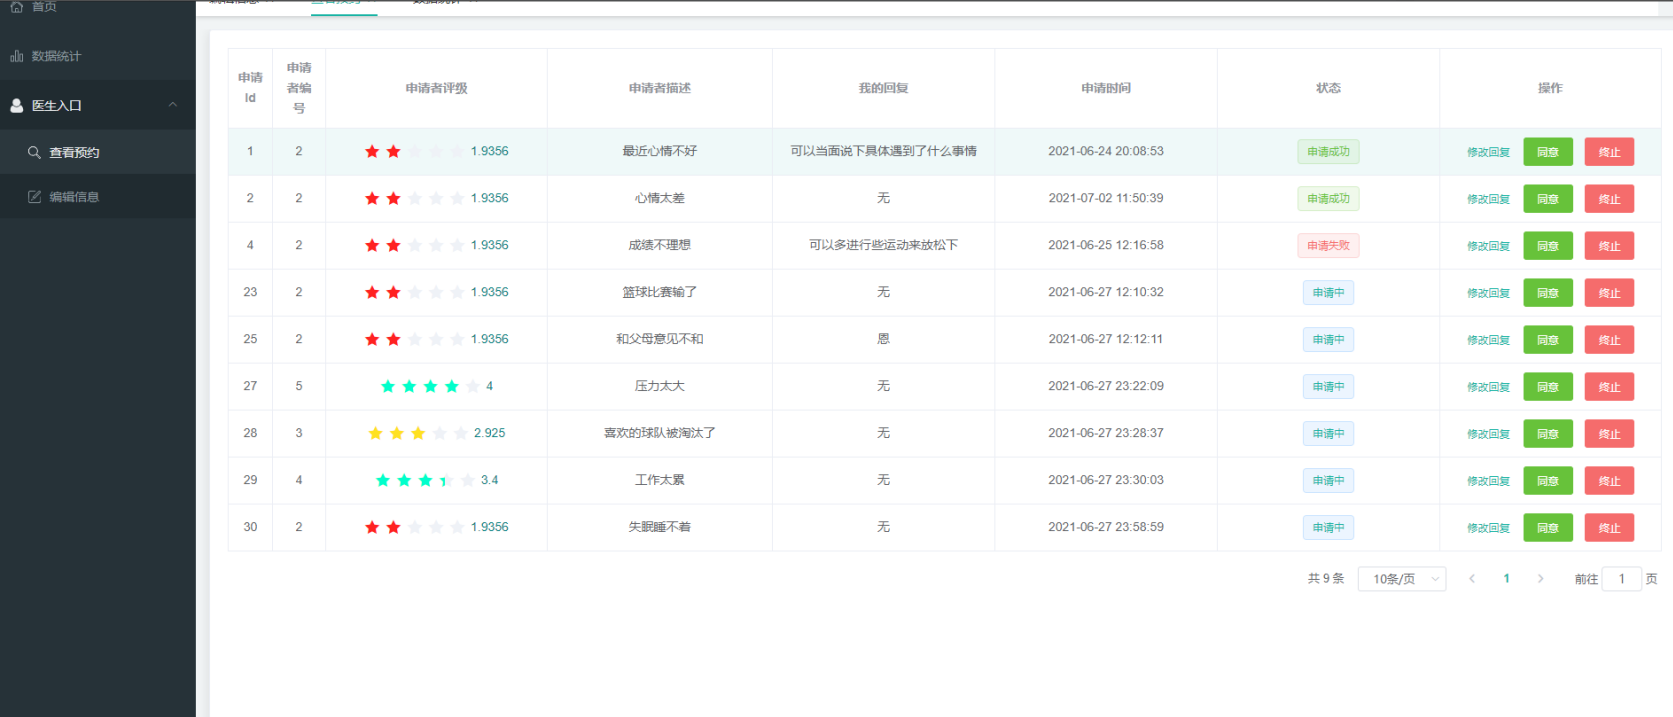 首页
编辑信息
查看预约
数据统计
数据统计
医生入口
查看预约
编辑信息
申请Id 申请者编号 申请者评级 申请者描述 我的回复 申请时间 状态 操作
1 2 1.9356 最近心情不好 可以当面说下具体遇到了什么事情 2021-06-24 20:08:53 申请成功 修改回复 同意 终止
2 2 1.9356 心情太差 无 2021-07-02 11:50:39 申请成功 修改回复 同意 终止
4 2 1.9356 成绩不理想 可以多进行些运动来放松下 2021-06-25 12:16:58 申请失败 修改回复 同意 终止
23 2 1.9356 篮球比赛输了 无 2021-06-27 12:10:32 申请中 修改回复 同意 终止
25 2 1.9356 和父母意见不和 恩 2021-06-27 12:12:11 申请中 修改回复 同意 终止
27 5 4 压力太大 无 2021-06-27 23:22:09 申请中 修改回复 同意 终止
28 3 2.925 喜欢的球队被淘汰了 无 2021-06-27 23:28:37 申请中 修改回复 同意 终止
29 4 3.4 工作太累 无 2021-06-27 23:30:03 申请中 修改回复 同意 终止
30 2 1.9356 失眠睡不着 无 2021-06-27 23:58:59 申请中 修改回复 同意 终止
共 9 条 10条/页 1 前往 1 页